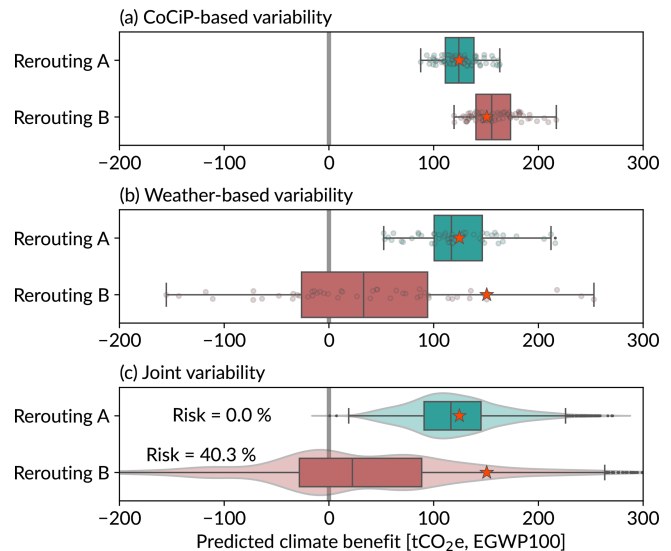 (a) CoCiP-based variability
Rerouting A
Rerouting B
−200 −100 0 100 200 300
(b) Weather-based variability
Rerouting A
Rerouting B
−200 −100 0 100 200 300
(c) Joint variability
Rerouting A
Risk = 0.0 %
Risk = 40.3 %
Rerouting B
−200 −100 0 100 200 300
Predicted climate benefit [tCO₂e, EGWP100]